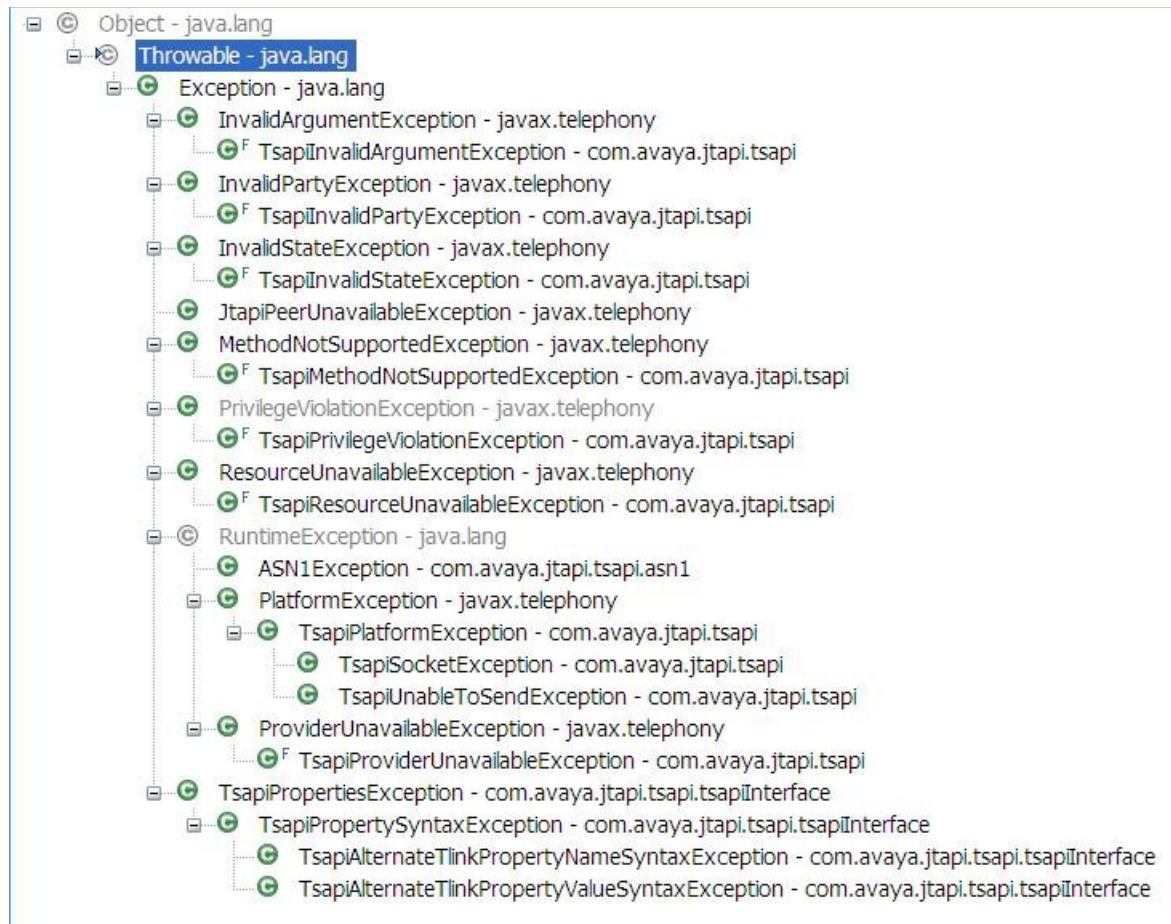 Object - java.lang
Throwable - java.lang
Exception - java.lang
InvalidArgumentException - javax.telephony
F TsapiInvalidArgumentException - com.avaya.jtapi.tsapi
InvalidPartyException - javax.telephony
F TsapiInvalidPartyException - com.avaya.jtapi.tsapi
InvalidStateException - javax.telephony
F TsapiInvalidStateException - com.avaya.jtapi.tsapi
JtapiPeerUnavailableException - javax.telephony
MethodNotSupportedException - javax.telephony
F TsapiMethodNotSupportedException - com.avaya.jtapi.tsapi
PrivilegeViolationException - javax.telephony
F TsapiPrivilegeViolationException - com.avaya.jtapi.tsapi
ResourceUnavailableException - javax.telephony
F TsapiResourceUnavailableException - com.avaya.jtapi.tsapi
RuntimeException - java.lang
ASN1Exception - com.avaya.jtapi.tsapi.asn1
PlatformException - javax.telephony
TsapiPlatformException - com.avaya.jtapi.tsapi
TsapiSocketException - com.avaya.jtapi.tsapi
TsapiUnableToSendException - com.avaya.jtapi.tsapi
ProviderUnavailableException - javax.telephony
F TsapiProviderUnavailableException - com.avaya.jtapi.tsapi
TsapiPropertiesException - com.avaya.jtapi.tsapi.tsapiInterface
TsapiPropertySyntaxException - com.avaya.jtapi.tsapi.tsapiInterface
TsapiAlternateTlinkPropertyNameSyntaxException - com.avaya.jtapi.tsapi.tsapiInterface
TsapiAlternateTlinkPropertyValueSyntaxException - com.avaya.jtapi.tsapi.tsapiInterface